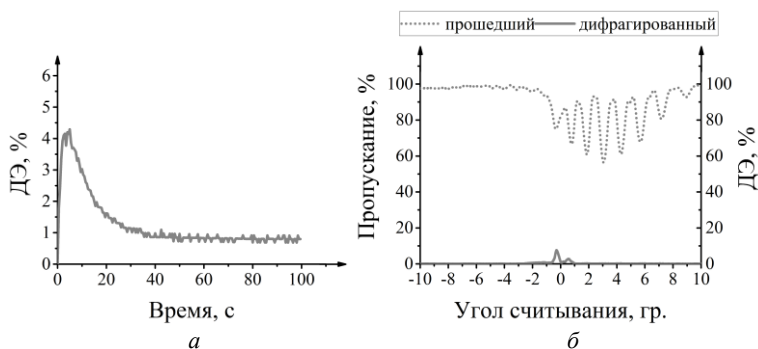 прошедший дифрагированный
6
5
4
3
2
1
0
ДЭ, %
0 20 40 60 80 100
Время, с
а
100
80
60
40
20
0
Пропускание, %
100
80
60
40
20
0
ДЭ, %
-10 -8 -6 -4 -2 0 2 4 6 8 10
Угол считывания, гр.
б